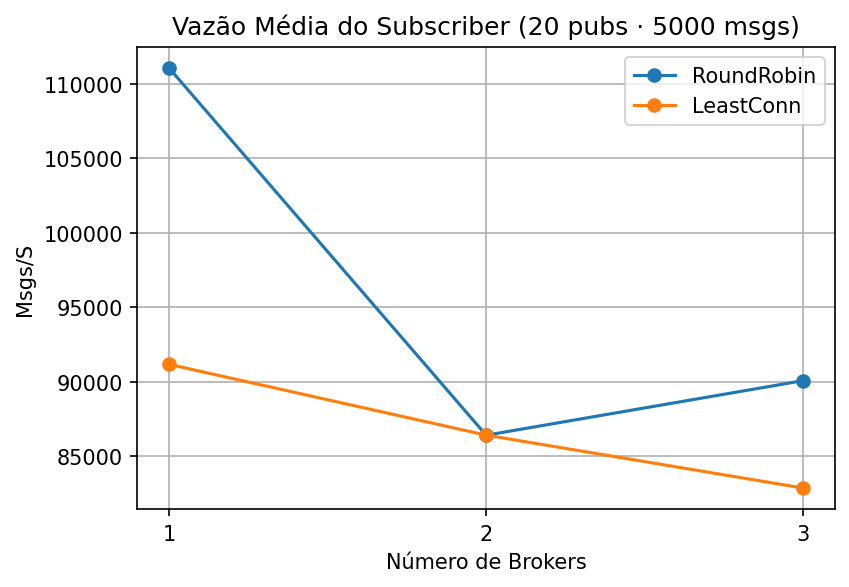 Vazão Média do Subscriber (20 pubs · 5000 msgs)
RoundRobin
LeastConn
110000
105000
100000
95000
90000
85000
Msgs/S
1
2
3
Número de Brokers